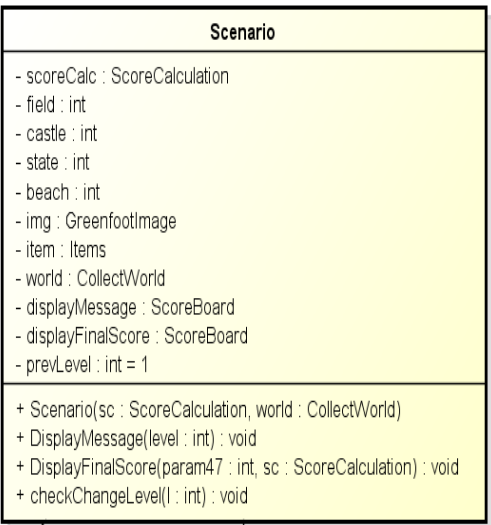 Scenario
- scoreCalc : ScoreCalculation
- field : int
- castle : int
- state : int
- beach : int
- img : GreenfootImage
- item : Items
- world : CollectWorld
- displayMessage : ScoreBoard
- displayFinalScore : ScoreBoard
- prevLevel : int = 1
+ Scenario(sc : ScoreCalculation, world : CollectWorld)
+ DisplayMessage(level : int) : void
+ DisplayFinalScore(param47 : int, sc : ScoreCalculation) : void
+ checkChangeLevel(l : int) : void